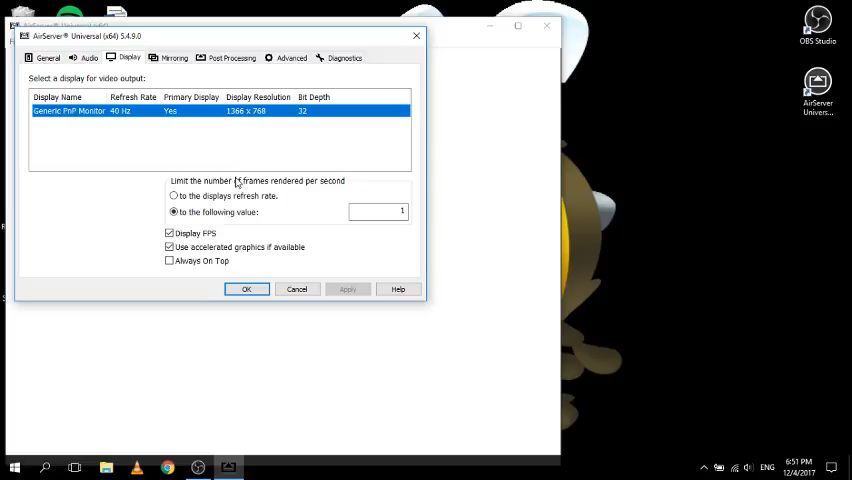 AirServer® Universal (x64)
AirServer® Universal (x64) 5.4.9.0
General
Audio
Display
Mirroring
Post Processing
Advanced
Diagnostics
Select a display for video output:
Display Name Refresh Rate Primary Display Display Resolution Bit Depth
Generic PnP Monitor 40 Hz Yes 1366 x 768 32
Limit the number of frames rendered per second
to the displays refresh rate.
to the following value: 1
Display FPS
Use accelerated graphics if available
Always On Top
OK Cancel Apply Help
OBS Studio
AirServer
Univers...
ENG
6:51 PM
12/4/2017